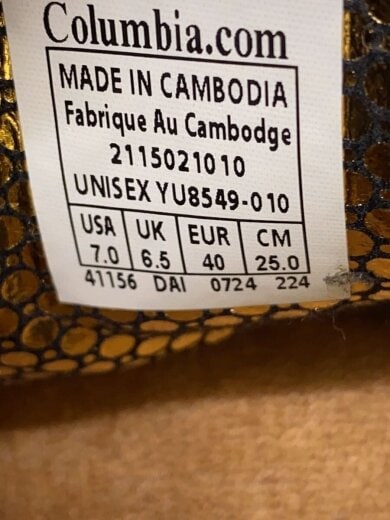 Columbia.com
MADE IN CAMBODIA
Fabrique Au Cambodge
2115021010
UNISEX YU8549-010
USA UK EUR CM
7.0 6.5 40 25.0
41156 DAI 0724 224